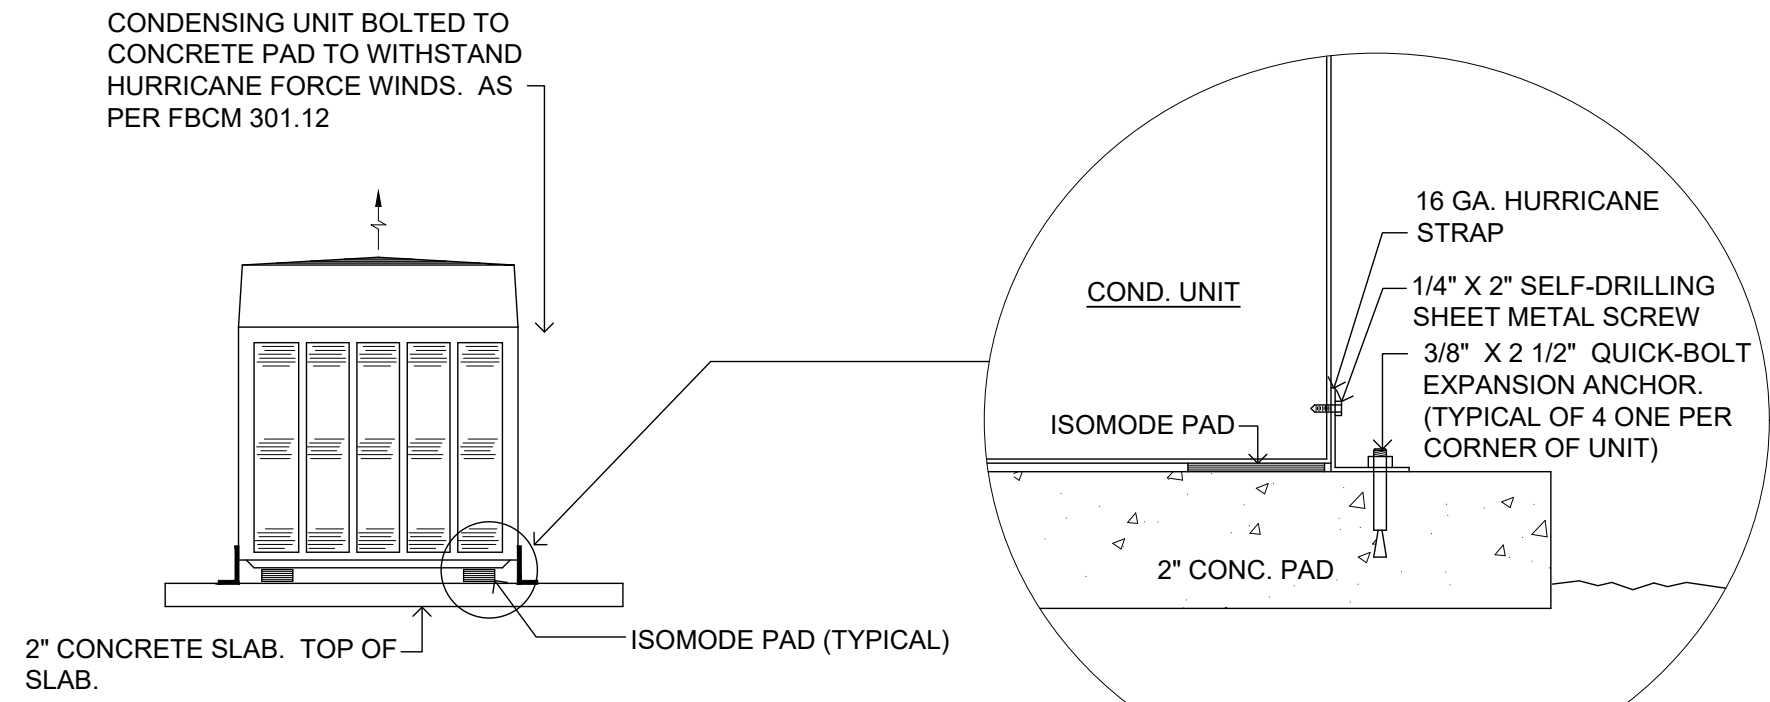 CONDENSING UNIT BOLTED TO
CONCRETE PAD TO WITHSTAND
HURRICANE FORCE WINDS.  AS
PER FBCM 301.12
16 GA. HURRICANE
STRAP
COND. UNIT
1/4" X 2" SELF-DRILLING
SHEET METAL SCREW
3/8"  X 2 1/2"  QUICK-BOLT
EXPANSION ANCHOR.
(TYPICAL OF 4 ONE PER
CORNER OF UNIT)
ISOMODE PAD
2" CONC. PAD
2" CONCRETE SLAB.  TOP OF
SLAB.
ISOMODE PAD (TYPICAL)